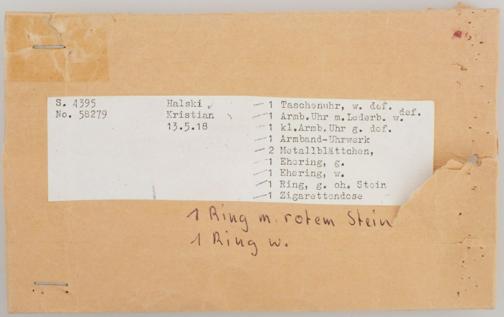 S. 4395
No. 58279
Halski
Kristian
13.5.18
1 Taschenuhr, w. def.
1 Armb.Uhr m.Lederb. w. def.
1 kl.Armb.Uhr g. def.
1 Armband-Uhrwerk
2 Metallblättchen,
1 Ehering, g.
1 Ehering, w.
1 Ring, g. oh. Stein
1 Zigarettendose
1 Ring m. rotem Stein
1 Ring w.